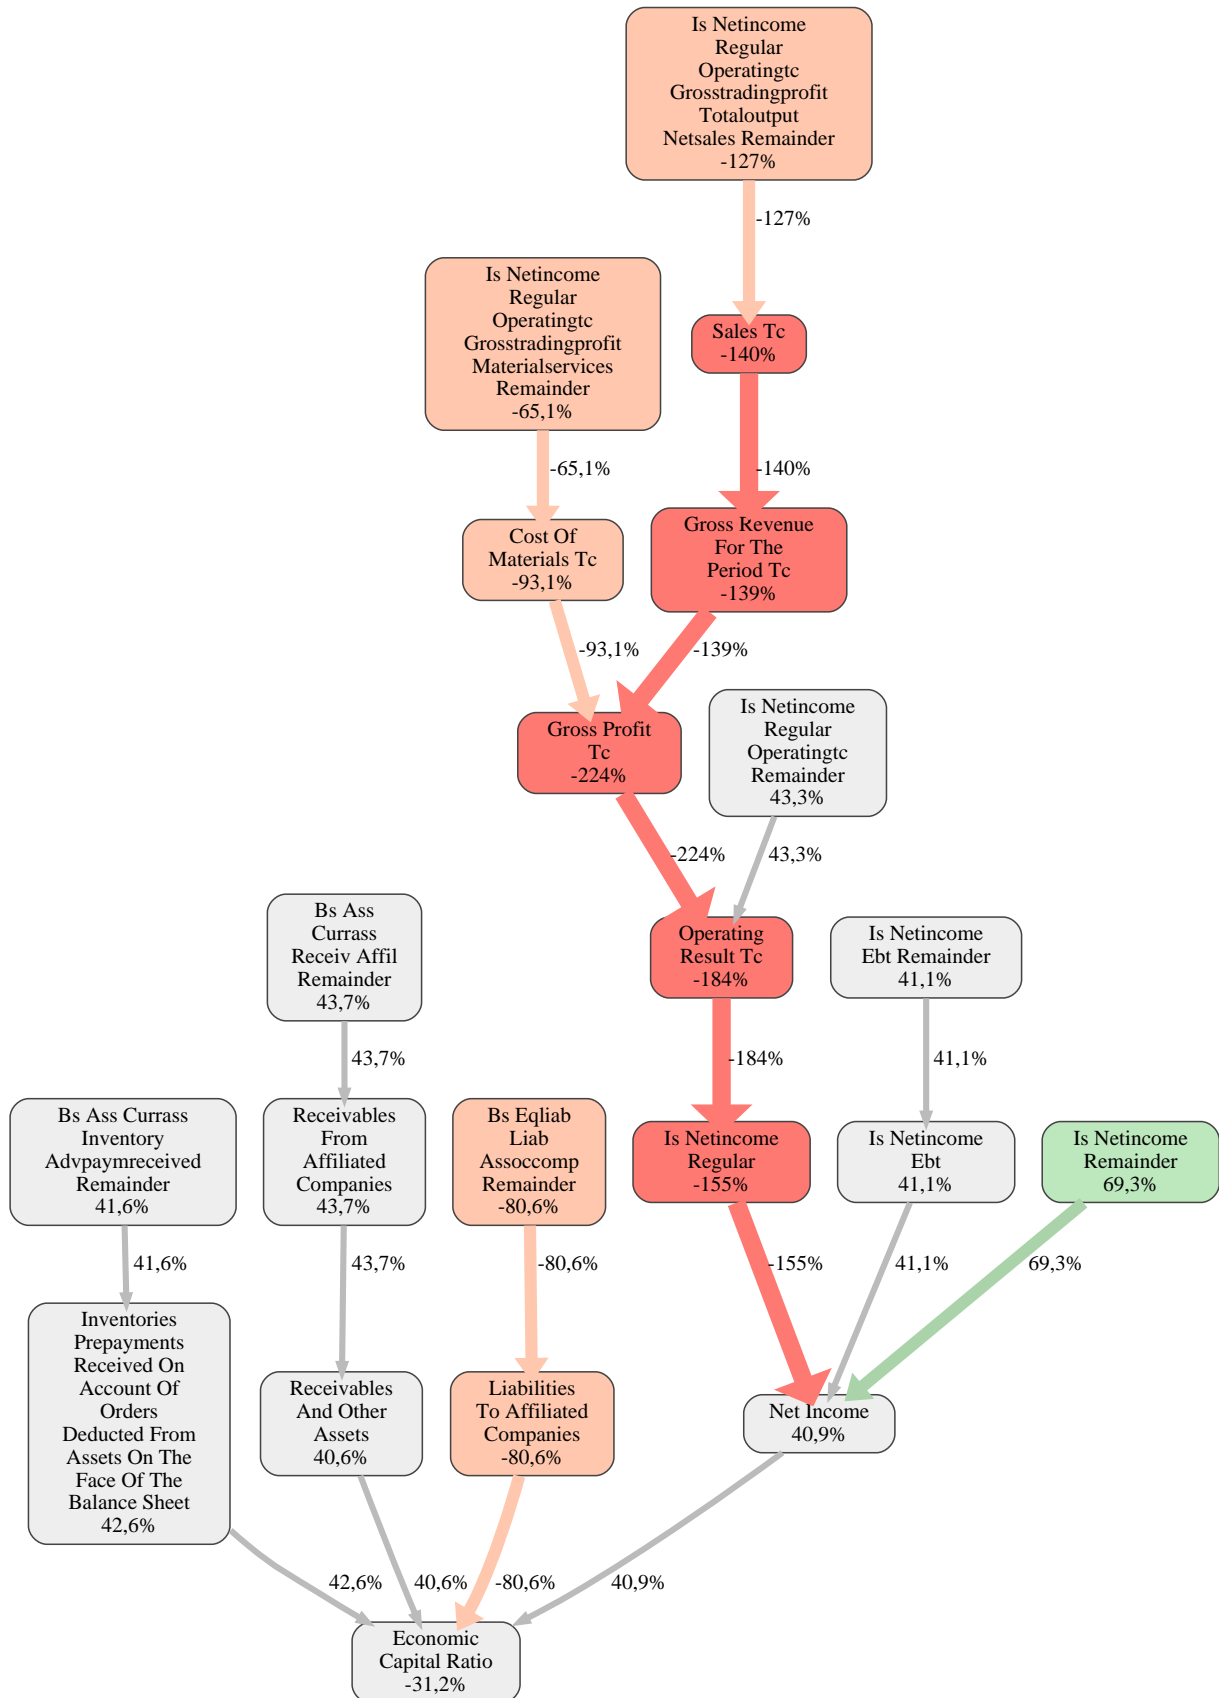 Is Netincome
Regular
Operatingtc
Grosstradingprofit
Totaloutput
Netsales Remainder
-127%
-127%
Is Netincome
Regular
Operatingtc
Grosstradingprofit
Materialservices
Remainder
-65,1%
Sales Tc
-140%
-65,1%
-140%
Cost Of
Materials Tc
-93,1%
Gross Revenue
For The
Period Tc
-139%
-93,1%
-139%
Gross Profit
Tc
-224%
Is Netincome
Regular
Operatingtc
Remainder
43,3%
-224%
43,3%
Bs Ass
Currass
Receiv Affil
Remainder
43,7%
Operating
Result Tc
-184%
Is Netincome
Ebt Remainder
41,1%
43,7%
-184%
41,1%
Bs Ass Currass
Inventory
Advpaymreceived
Remainder
41,6%
Receivables
From
Affiliated
Companies
43,7%
Bs Eqliab
Liab
Assoccomp
Remainder
-80,6%
Is Netincome
Regular
-155%
Is Netincome
Ebt
41,1%
Is Netincome
Remainder
69,3%
41,6%
43,7%
-80,6%
-155%
41,1%
69,3%
Inventories
Prepayments
Received On
Account Of
Orders
Deducted From
Assets On The
Face Of The
Balance Sheet
42,6%
Receivables
And Other
Assets
40,6%
Liabilities
To Affiliated
Companies
-80,6%
Net Income
40,9%
42,6%
40,6%
-80,6%
40,9%
Economic
Capital Ratio
-31,2%